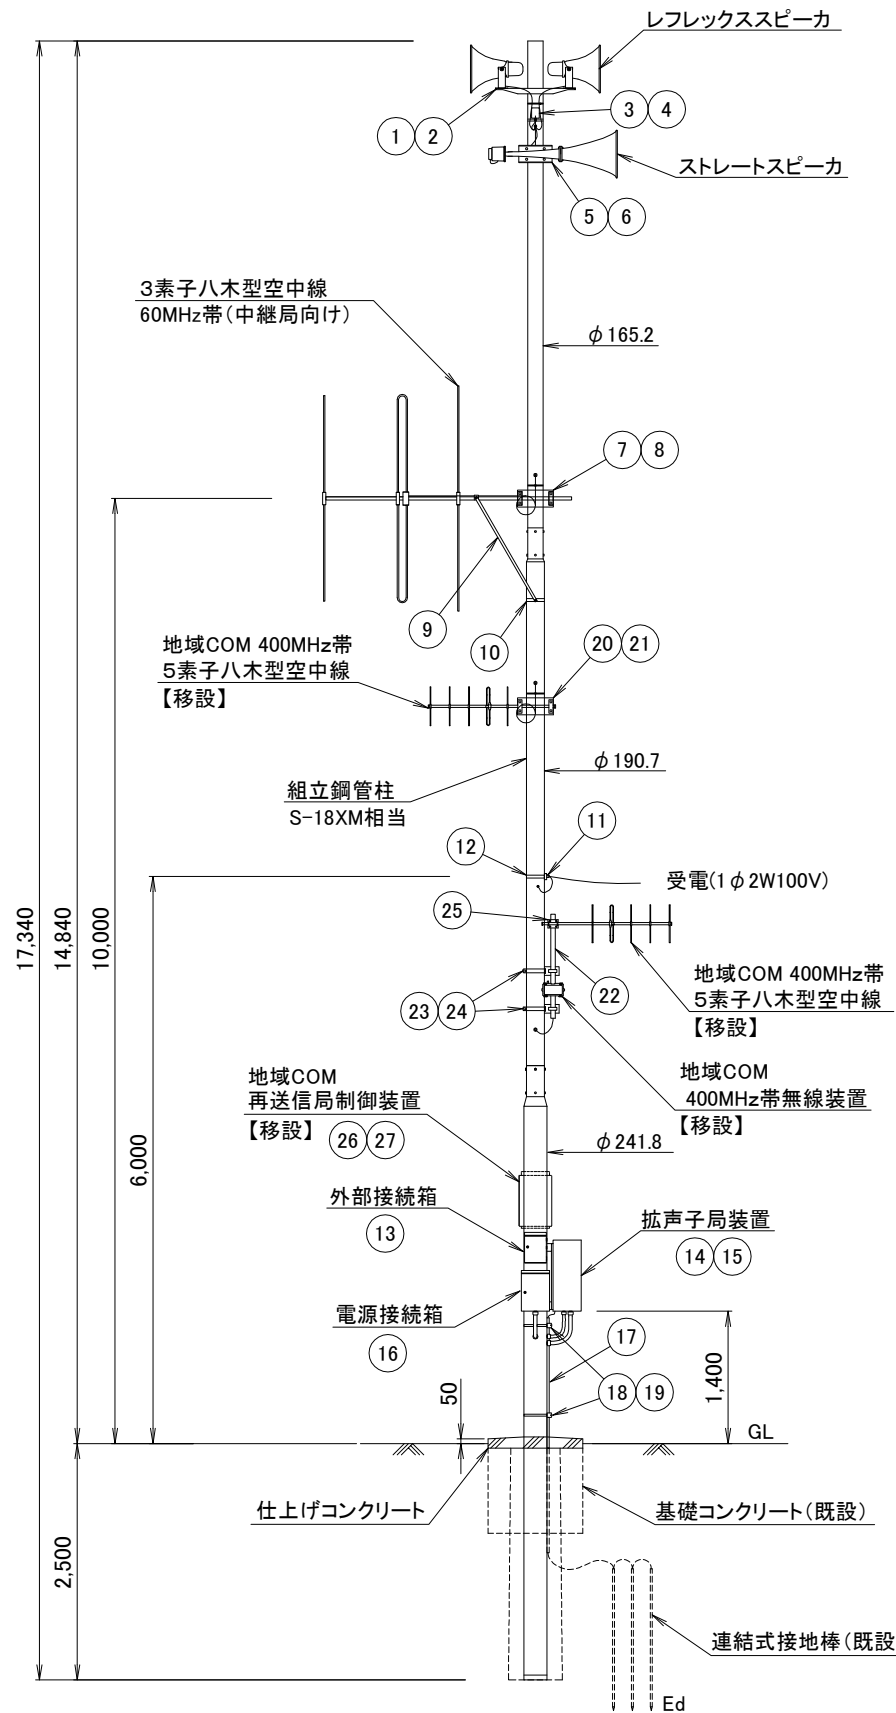 レフレックススピーカ
③ ④
① ②
ストレートスピーカ
⑤ ⑥
3素子八木型空中線
60MHz帯(中継局向け)
φ165.2
⑦ ⑧
⑨
⑩
地域COM 400MHz帯
5素子八木型空中線
【移設】
⑳ ㉑
φ190.7
組立鋼管柱
S-18XM相当
⑪
⑫
受電(1φ2W100V)
㉕
17,340
14,840
10,000
地域COM 400MHz帯
5素子八木型空中線
【移設】
㉒
㉓ ㉔
地域COM
再送信局制御装置
【移設】 ㉖ ㉗
地域COM
400MHz帯無線装置
【移設】
φ241.8
6,000
外部接続箱
⑬
拡声子局装置
⑭ ⑮
電源接続箱
⑯
⑰
⑱ ⑲
1,400
50
GL
仕上げコンクリート
基礎コンクリート(既設)
2,500
連結式接地棒(既設
Ed